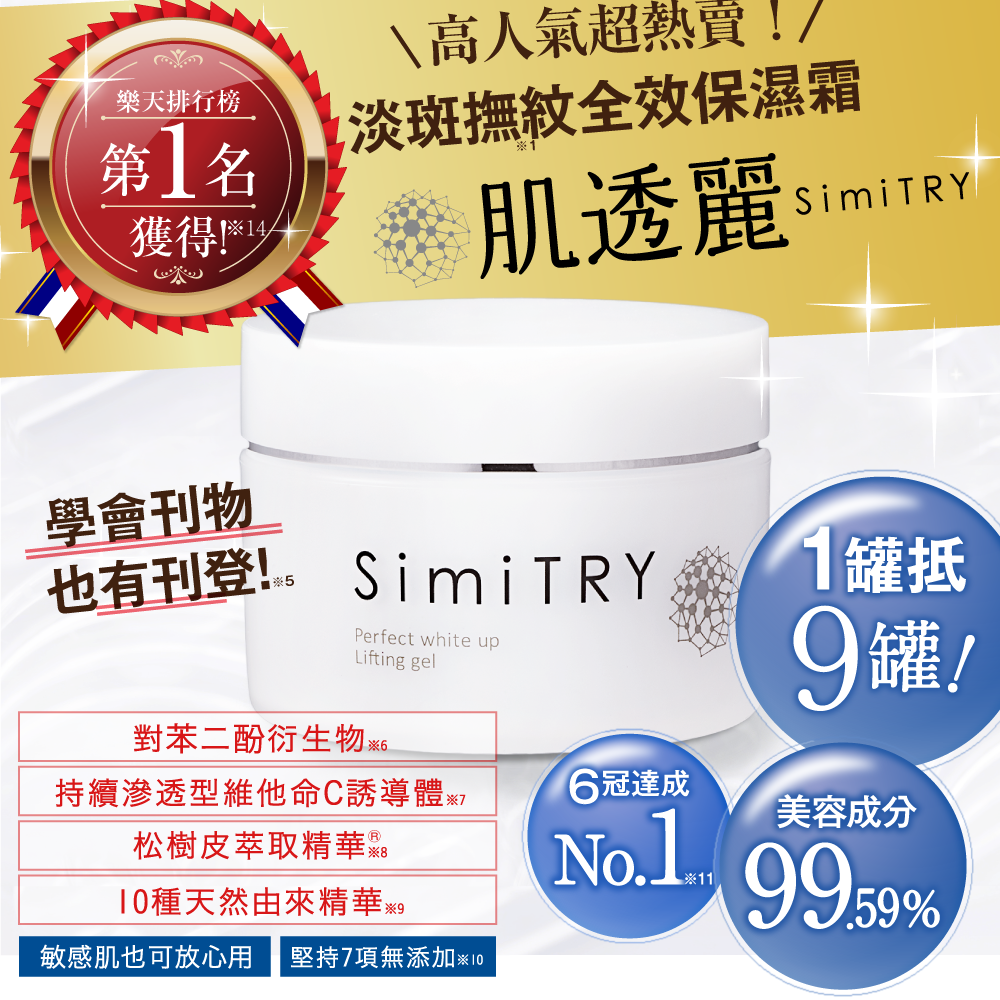 \高人氣超熱賣！/
淡斑撫紋全效保濕霜
※1
肌透麗 SimiTRY
樂天排行榜
第1名
獲得!※14
學會刊物
也有刊登!※5
SimiTRY
Perfect white up
Lifting gel
1罐抵
9罐!
對苯二酚衍生物※6
持續滲透型維他命C誘導體※7
松樹皮萃取精華®※8
10種天然由來精華※9
敏感肌也可放心用
堅持7項無添加※10
6冠達成
No.1※11
美容成分
99.59%